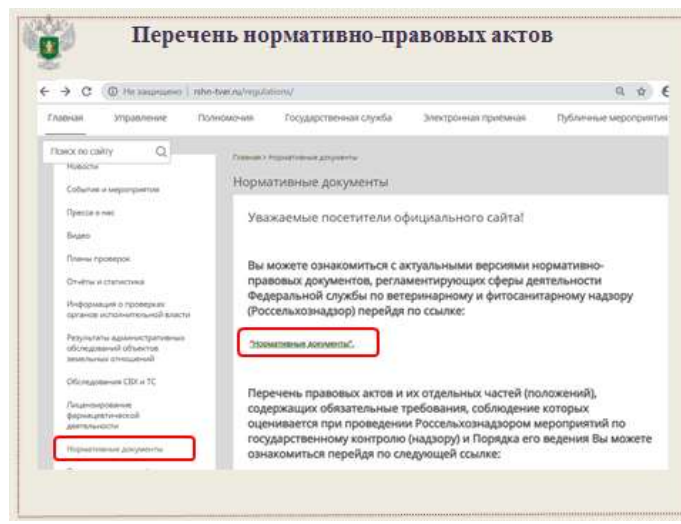 Перечень нормативно-правовых актов
Не защищено | rshn-tver.ru/regulations/
Главная Управление Полномочия Государственная служба Электронная приёмная Публичные мероприятия
Поиск по сайту
Новости
События и мероприятия
Пресса о нас
Видео
Планы проверок
Отчёты и статистика
Информация о проверках
органов исполнительной власти
Результаты административных
обследований объектов
земельных отношений
Обследования СВХ и ТС
Лицензирование
фармацевтической
деятельности
Нормативные документы
Главная > Нормативные документы
Нормативные документы
Уважаемые посетители официального сайта!
Вы можете ознакомиться с актуальными версиями нормативно-
правовых документов, регламентирующих сферы деятельности
Федеральной службы по ветеринарному и фитосанитарному надзору
(Россельхознадзор) перейдя по ссылке:
"Нормативные документы".
Перечень правовых актов и их отдельных частей (положений),
содержащих обязательные требования, соблюдение которых
оценивается при проведении Россельхознадзором мероприятий по
государственному контролю (надзору) и Порядка его ведения Вы можете
ознакомиться перейдя по следующей ссылке: